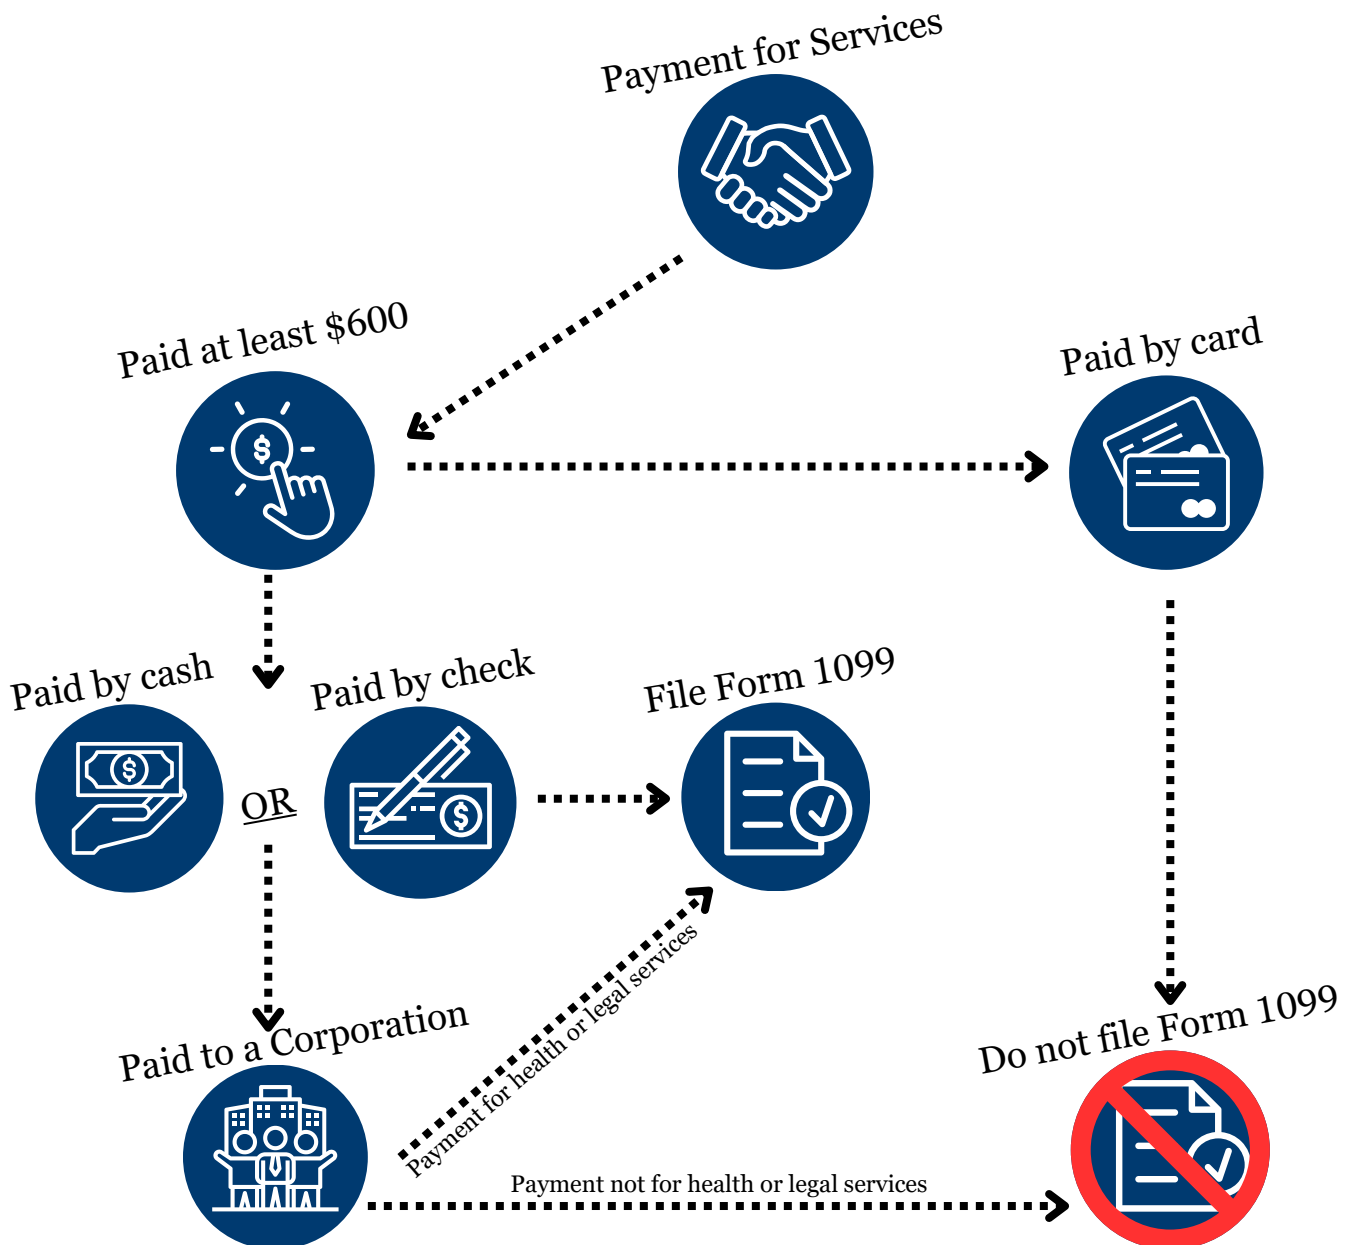 Payment for Services
Paid at least $600
Paid by card
Paid by cash
OR
Paid by check
File Form 1099
Payment for health or legal services
Paid to a Corporation
Do not file Form 1099
Payment not for health or legal services